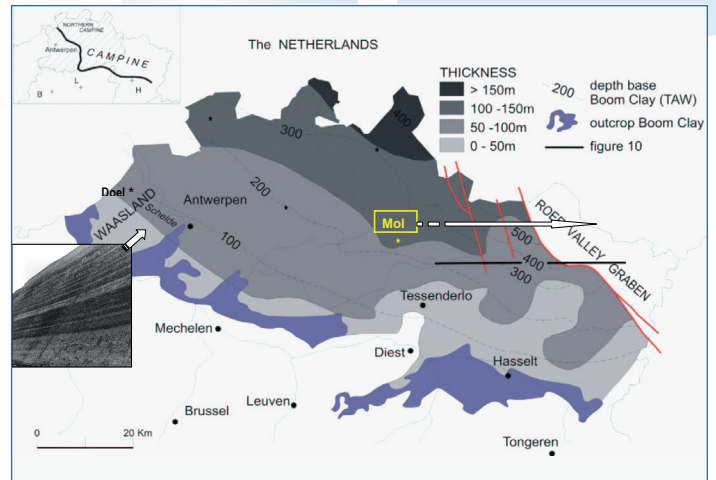 NORTHERN
CAMPINE
Antwerpen
CAMPINE
B
L
H
The NETHERLANDS
THICKNESS
> 150m
100 -150m
50 -100m
0 - 50m
200
depth base
Boom Clay (TAW)
outcrop Boom Clay
figure 10
400
300
200
100
Doel *
WAASLAND
Schelde
Antwerpen
Mol
ROER VALLEY GRABEN
500
400
300
Tessenderlo
Mechelen
Diest
Hasselt
Leuven
Brussel
Tongeren
0
20 Km